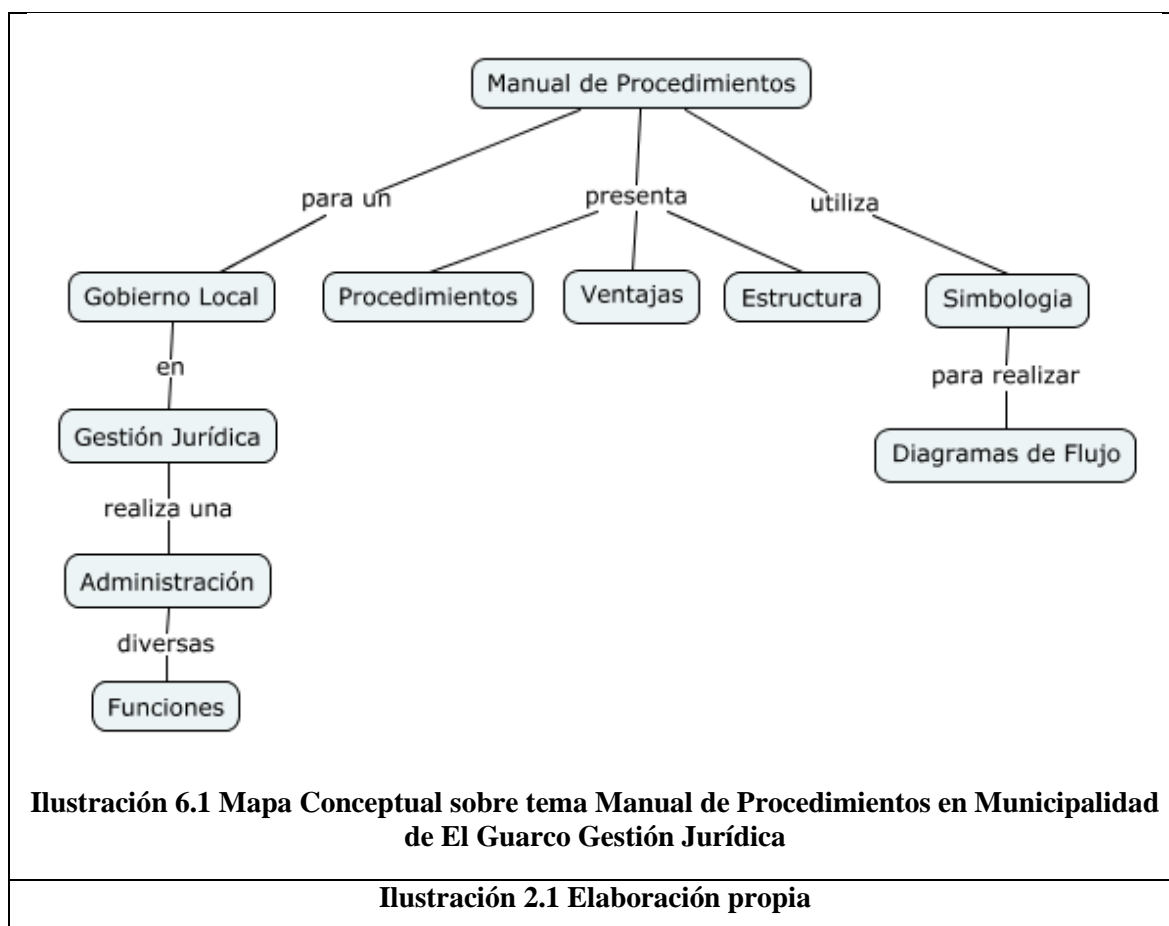 Manual de Procedimientos
para un
presenta
utiliza
Gobierno Local
Procedimientos
Ventajas
Estructura
Simbologia
en
para realizar
Gestión Jurídica
Diagramas de Flujo
realiza una
Administración
diversas
Funciones
Ilustración 6.1 Mapa Conceptual sobre tema Manual de Procedimientos en Municipalidad
de El Guarco Gestión Jurídica
Ilustración 2.1 Elaboración propia